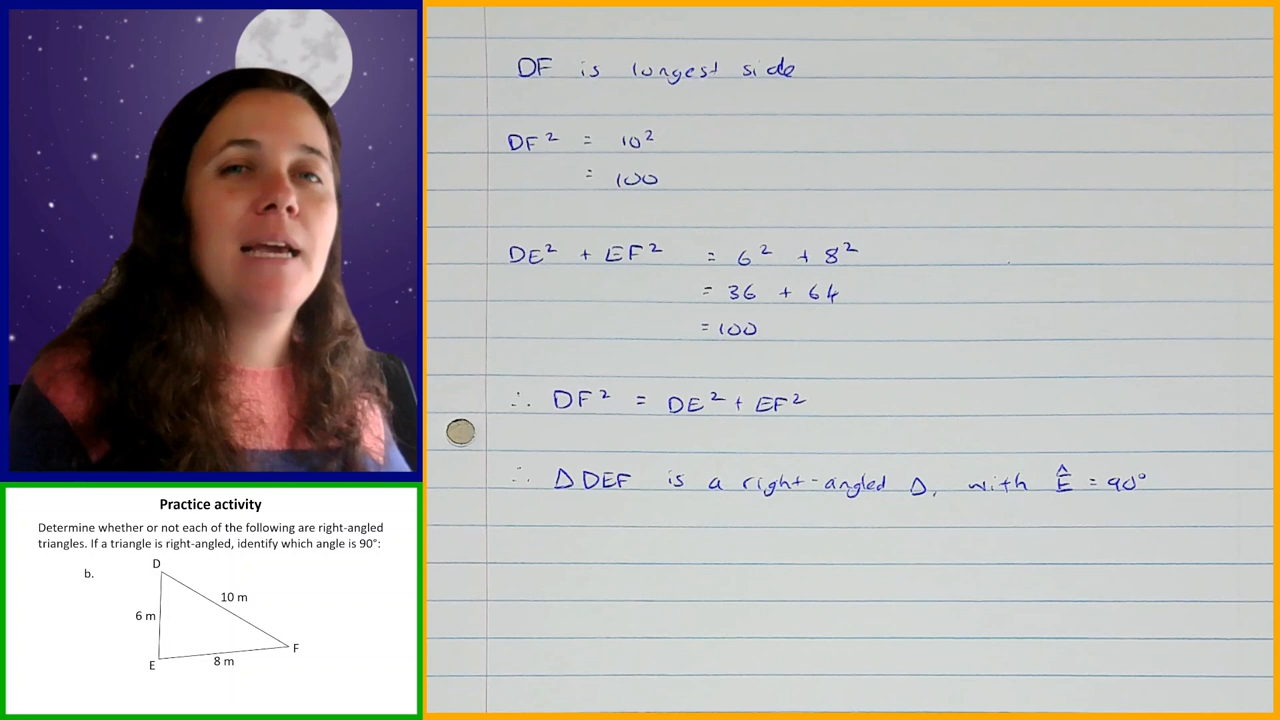 DF is longest side
DF² = 10²
= 100
DE² + EF² = 6² + 8²
= 36 + 64
= 100
∴ DF² = DE² + EF²
∴ Δ DEF is a right-angled Δ, with Ê = 90°
Practice activity
Determine whether or not each of the following are right-angled
triangles. If a triangle is right-angled, identify which angle is 90°:
b.
D
10 m
6 m
F
8 m
E